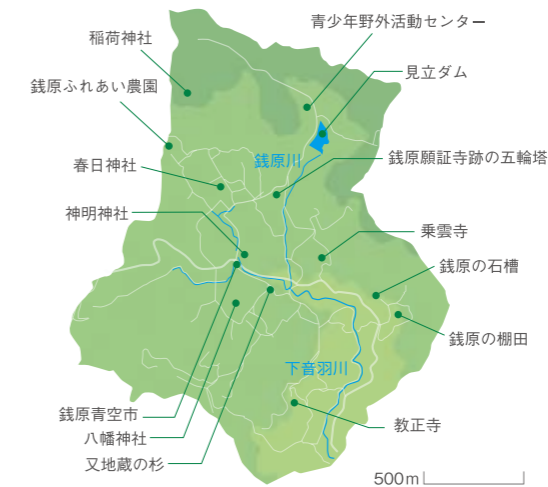 青少年野外活動センター
稲荷神社
見立ダム
銭原ふれあい農園
銭原川
銭原願証寺跡の五輪塔
春日神社
神明神社
乗雲寺
銭原の石槽
銭原の棚田
下音羽川
銭原青空市
教正寺
八幡神社
又地蔵の杉
500m